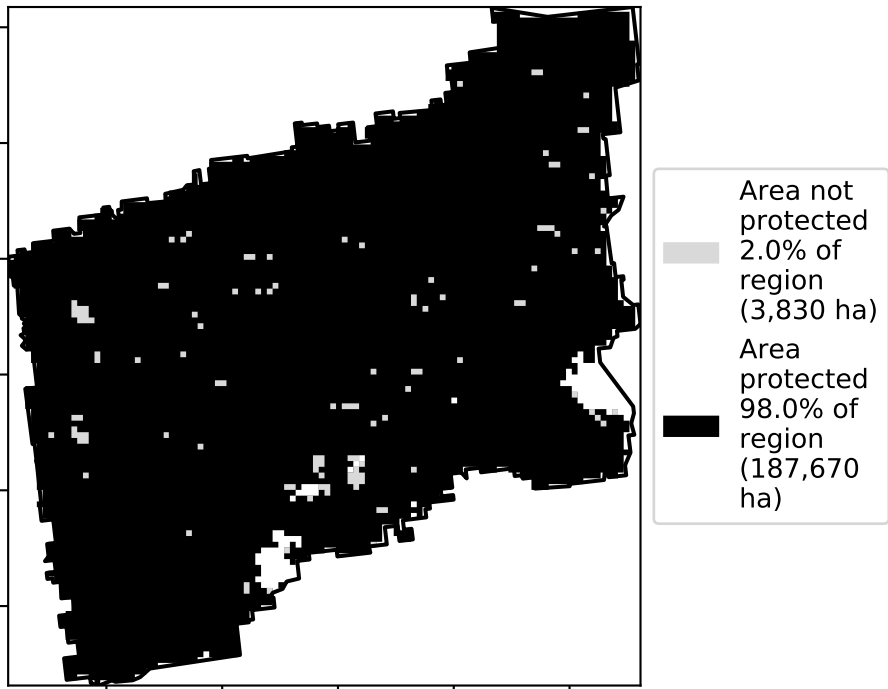 Area not
protected
2.0% of
region
(3,830 ha)
Area
protected
98.0% of
region
(187,670
ha)